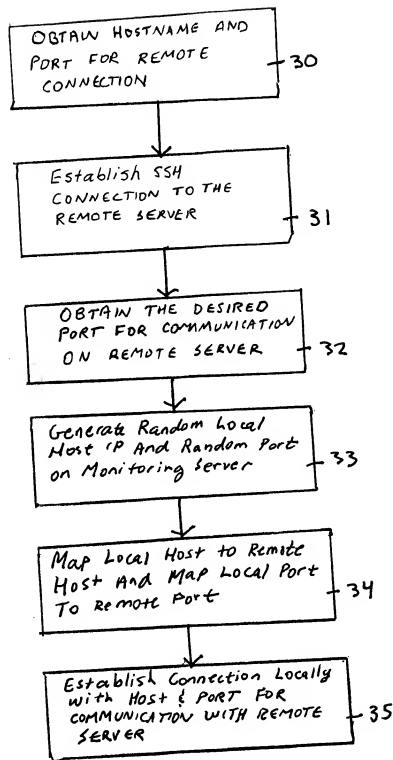 OBTAIN HOSTNAME AND
PORT FOR REMOTE
CONNECTION
30
Establish SSH
CONNECTION TO THE
REMOTE SERVER
31
OBTAIN THE DESIRED
PORT FOR COMMUNICATION
ON REMOTE SERVER
32
Generate Random Local
Host IP And Random Port
on Monitoring Server
33
Map Local Host to Remote
Host And Map Local Port
To Remote Port
34
Establish Connection Locally
with Host & PORT FOR
COMMUNICATION WITH REMOTE
SERVER
35